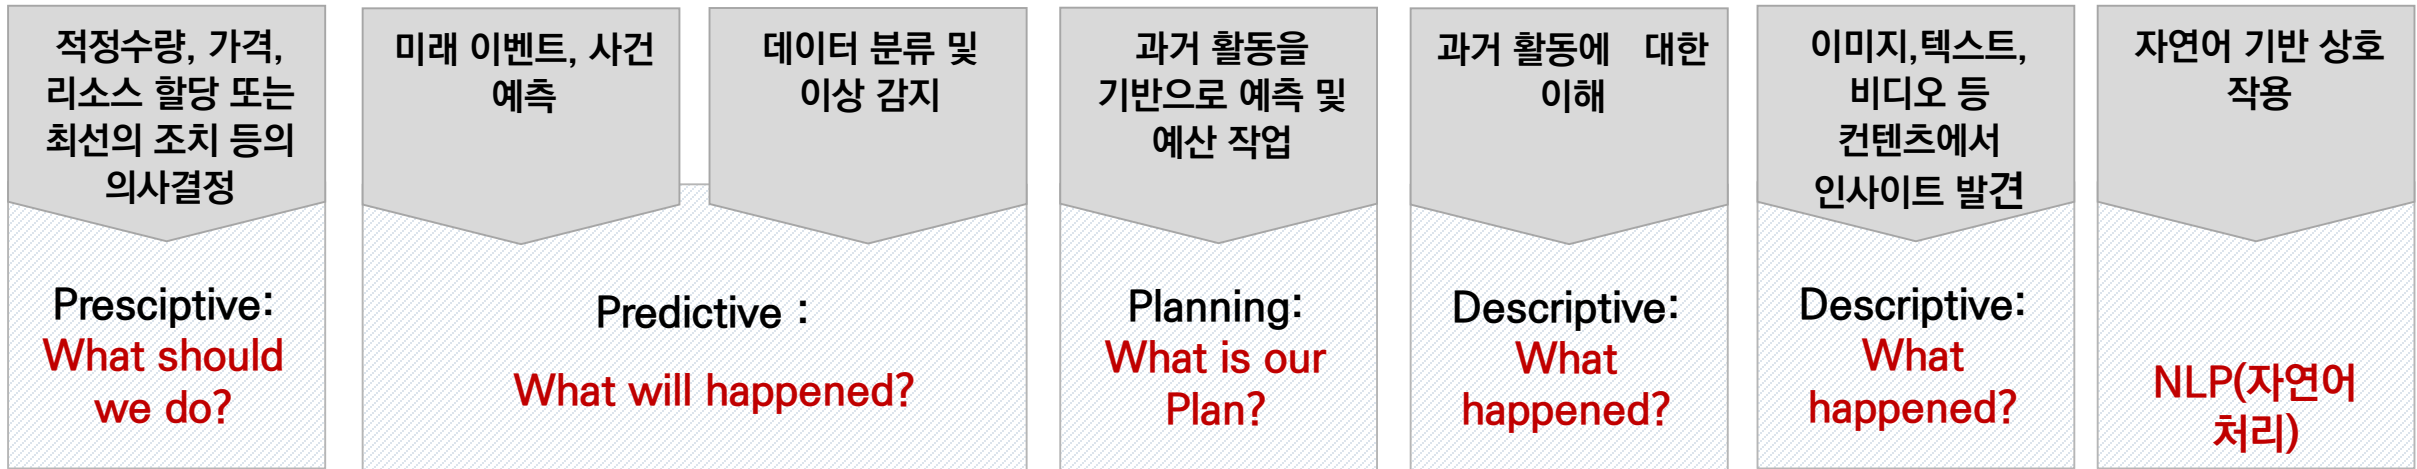 적정수량, 가격,
리소스 할당 또는
최선의 조치 등의
의사결정
Presciptive:
What should
we do?
미래 이벤트, 사건
예측
데이터 분류 및
이상 감지
Predictive :
What will happened?
과거 활동을
기반으로 예측 및
예산 작업
Planning:
What is our
Plan?
과거 활동에 대한
이해
Descriptive:
What
happened?
이미지,텍스트,
비디오 등
컨텐츠에서
인사이트 발견
Descriptive:
What
happened?
자연어 기반 상호
작용
NLP(자연어
처리)